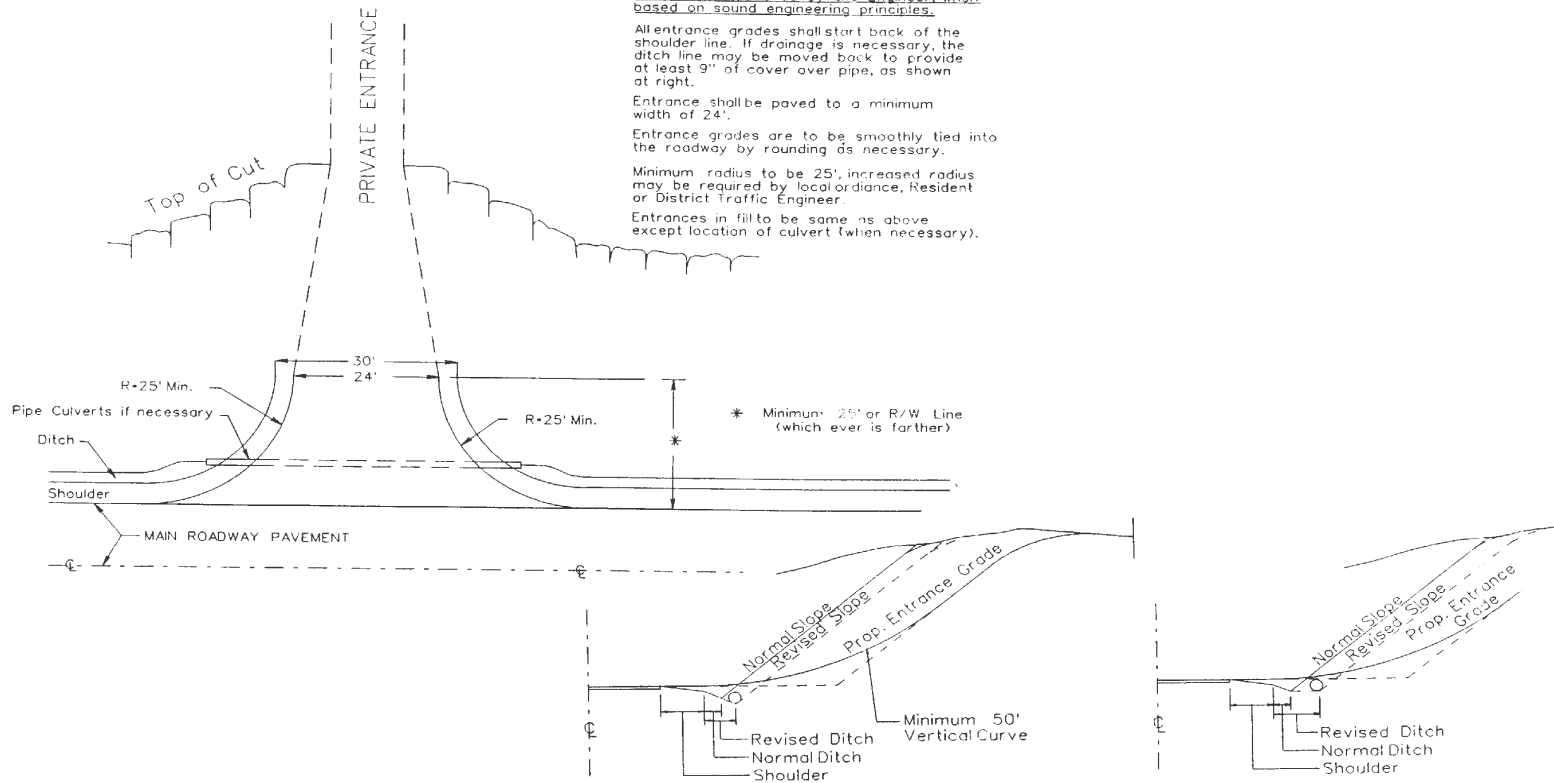 based on sound engineering principles.
All entrance grades shall start back of the
shoulder line. If drainage is necessary, the
ditch line may be moved back to provide
at least 9" of cover over pipe, as shown
at right.
Entrance shall be paved to a minimum
width of 24'.
Entrance grades are to be smoothly tied into
the roadway by rounding as necessary.
Minimum radius to be 25', increased radius
may be required by local ordiance, Resident
or District Traffic Engineer.
Entrances in fill to be same as above
except location of culvert (when necessary).
PRIVATE ENTRANCE
Top of Cut
30'
24'
R=25' Min.
Pipe Culverts if necessary
Ditch
Shoulder
R=25' Min.
*
* Minimum 25' or R/W Line
(which ever is farther)
MAIN ROADWAY PAVEMENT
℄
℄
Normal Slope
Revised Slope
Prop. Entrance Grade
Minimum 50'
Vertical Curve
℄
Revised Ditch
Normal Ditch
Shoulder
Normal Slope
Revised Slope
Prop. Entrance
Grade
℄
Revised Ditch
Normal Ditch
Shoulder